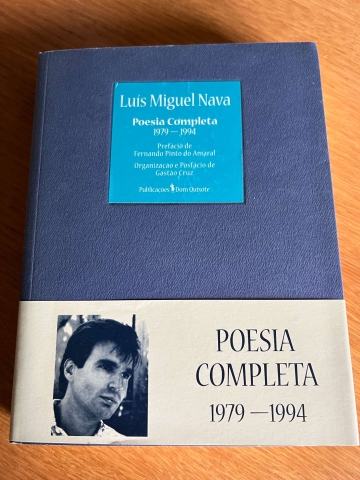 Luís Miguel Nava
Poesia Completa
1979 — 1994
Prefácio de
Fernando Pinto do Amaral
Organização e Posfácio de
Gastão Cruz
Publicações Dom Quixote
POESIA
COMPLETA
1979 — 1994